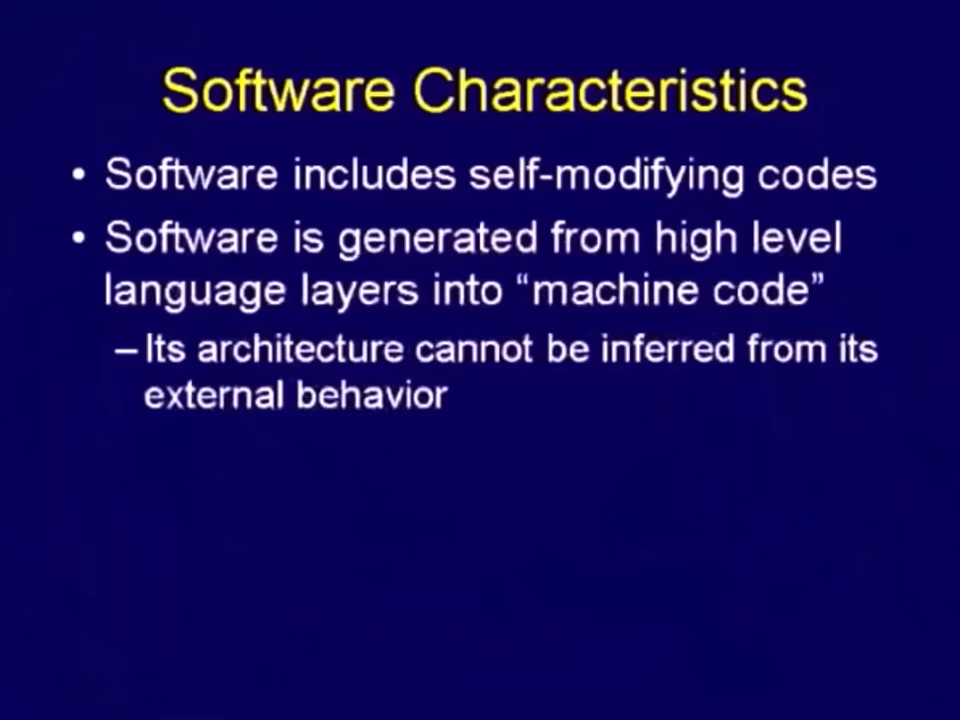 Software Characteristics
• Software includes self-modifying codes
• Software is generated from high level
language layers into “machine code”
– Its architecture cannot be inferred from its
external behavior